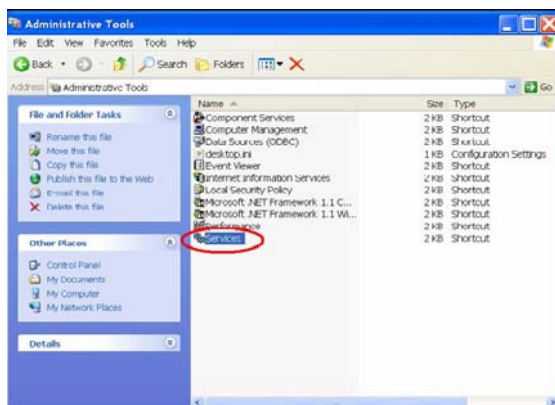 Administrative Tools
File Edit View Favorites Tools Help
Back Search Folders
Address Administrative Tools Go
File and Folder Tasks
Rename this file
Move this file
Copy this file
Publish this file to the Web
E-mail this file
Delete this file
Other Places
Control Panel
My Documents
My Computer
My Network Places
Details
Name Size Type
Component Services 2 KB Shortcut
Computer Management 2 KB Shortcut
Data Sources (ODBC) 2 KB Shortcut
desktop.ini 1 KB Configuration Settings
Event Viewer 2 KB Shortcut
Internet Information Services 2 KB Shortcut
Local Security Policy 2 KB Shortcut
Microsoft .NET Framework 1.1 C... 2 KB Shortcut
Microsoft .NET Framework 1.1 Wi... 2 KB Shortcut
Performance 2 KB Shortcut
Services 2 KB Shortcut